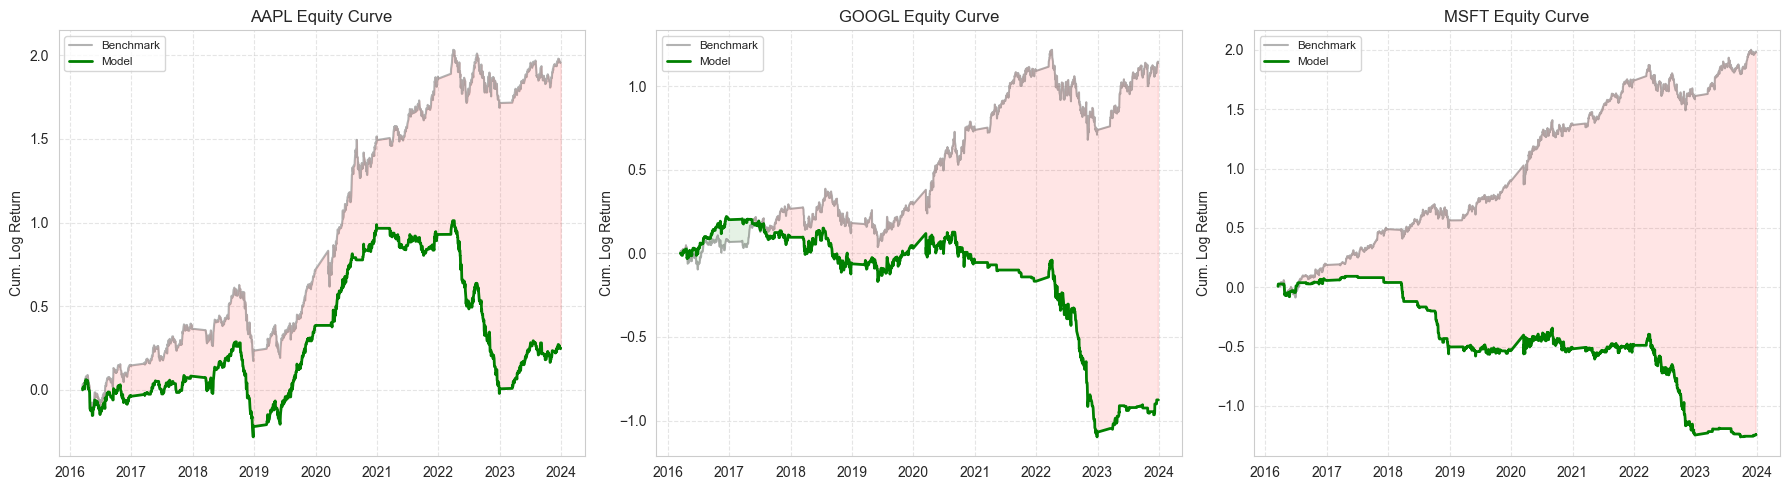 AAPL Equity Curve
Benchmark
Model
Cum. Log Return
2.0
1.5
1.0
0.5
0.0
2016 2017 2018 2019 2020 2021 2022 2023 2024
GOOGL Equity Curve
Benchmark
Model
Cum. Log Return
1.0
0.5
0.0
−0.5
−1.0
2016 2017 2018 2019 2020 2021 2022 2023 2024
MSFT Equity Curve
Benchmark
Model
Cum. Log Return
2.0
1.5
1.0
0.5
0.0
−0.5
−1.0
2016 2017 2018 2019 2020 2021 2022 2023 2024